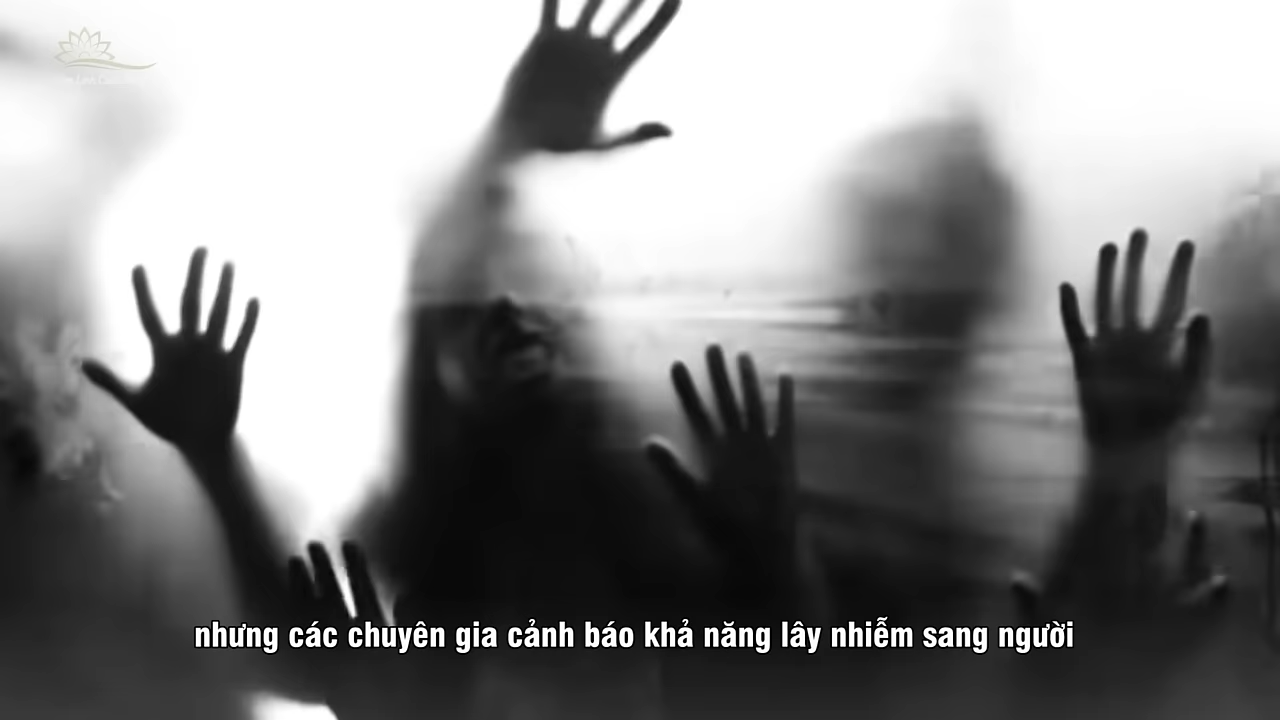 nhưng các chuyên gia cảnh báo khả năng lây nhiễm sang người